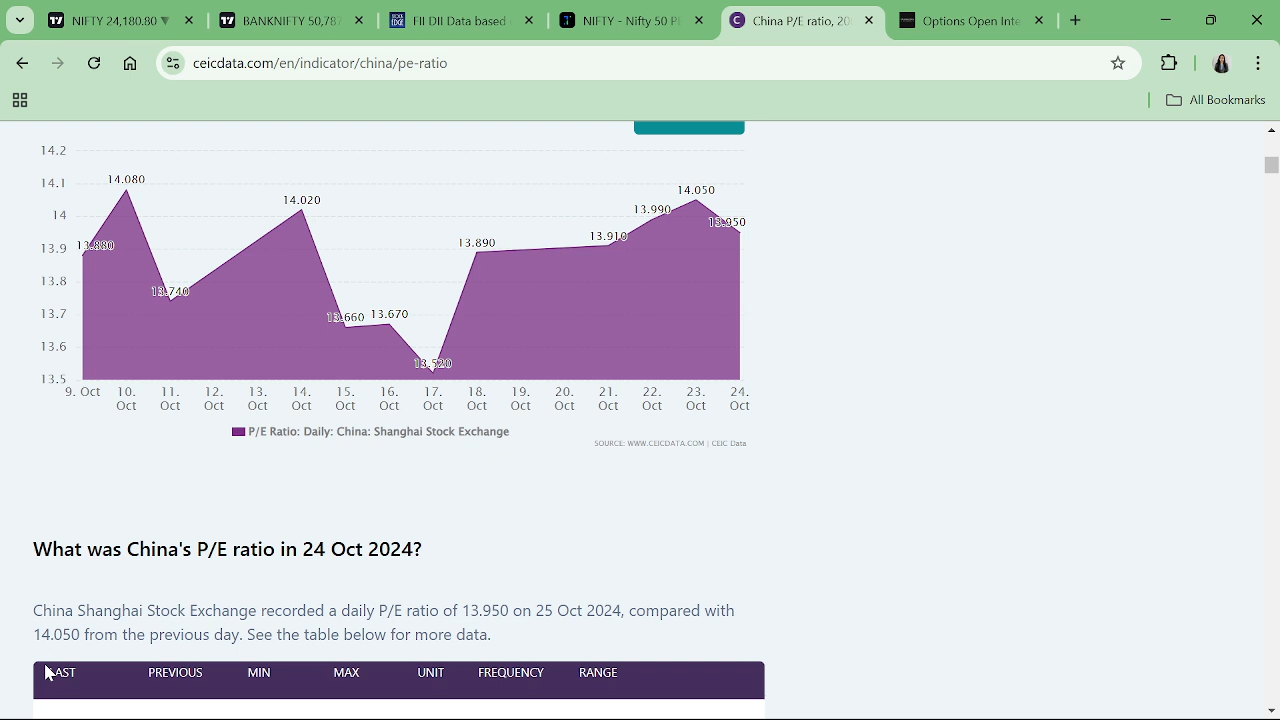 NIFTY 24,180.80 ▼
BANKNIFTY 50,787
FII DII Data based
NIFTY - Nifty 50 PE
China P/E ratio, 20
Options Open Inte
ceicdata.com/en/indicator/china/pe-ratio
All Bookmarks
14.2
14.1
14
13.9
13.8
13.7
13.6
13.5
13.880
14.080
13.740
14.020
13.660
13.670
13.520
13.890
13.910
13.990
14.050
13.950
9. Oct
10. Oct
11. Oct
12. Oct
13. Oct
14. Oct
15. Oct
16. Oct
17. Oct
18. Oct
19. Oct
20. Oct
21. Oct
22. Oct
23. Oct
24. Oct
P/E Ratio: Daily: China: Shanghai Stock Exchange
SOURCE: WWW.CEICDATA.COM | CEIC Data
What was China's P/E ratio in 24 Oct 2024?
China Shanghai Stock Exchange recorded a daily P/E ratio of 13.950 on 25 Oct 2024, compared with
14.050 from the previous day. See the table below for more data.
LAST PREVIOUS MIN MAX UNIT FREQUENCY RANGE